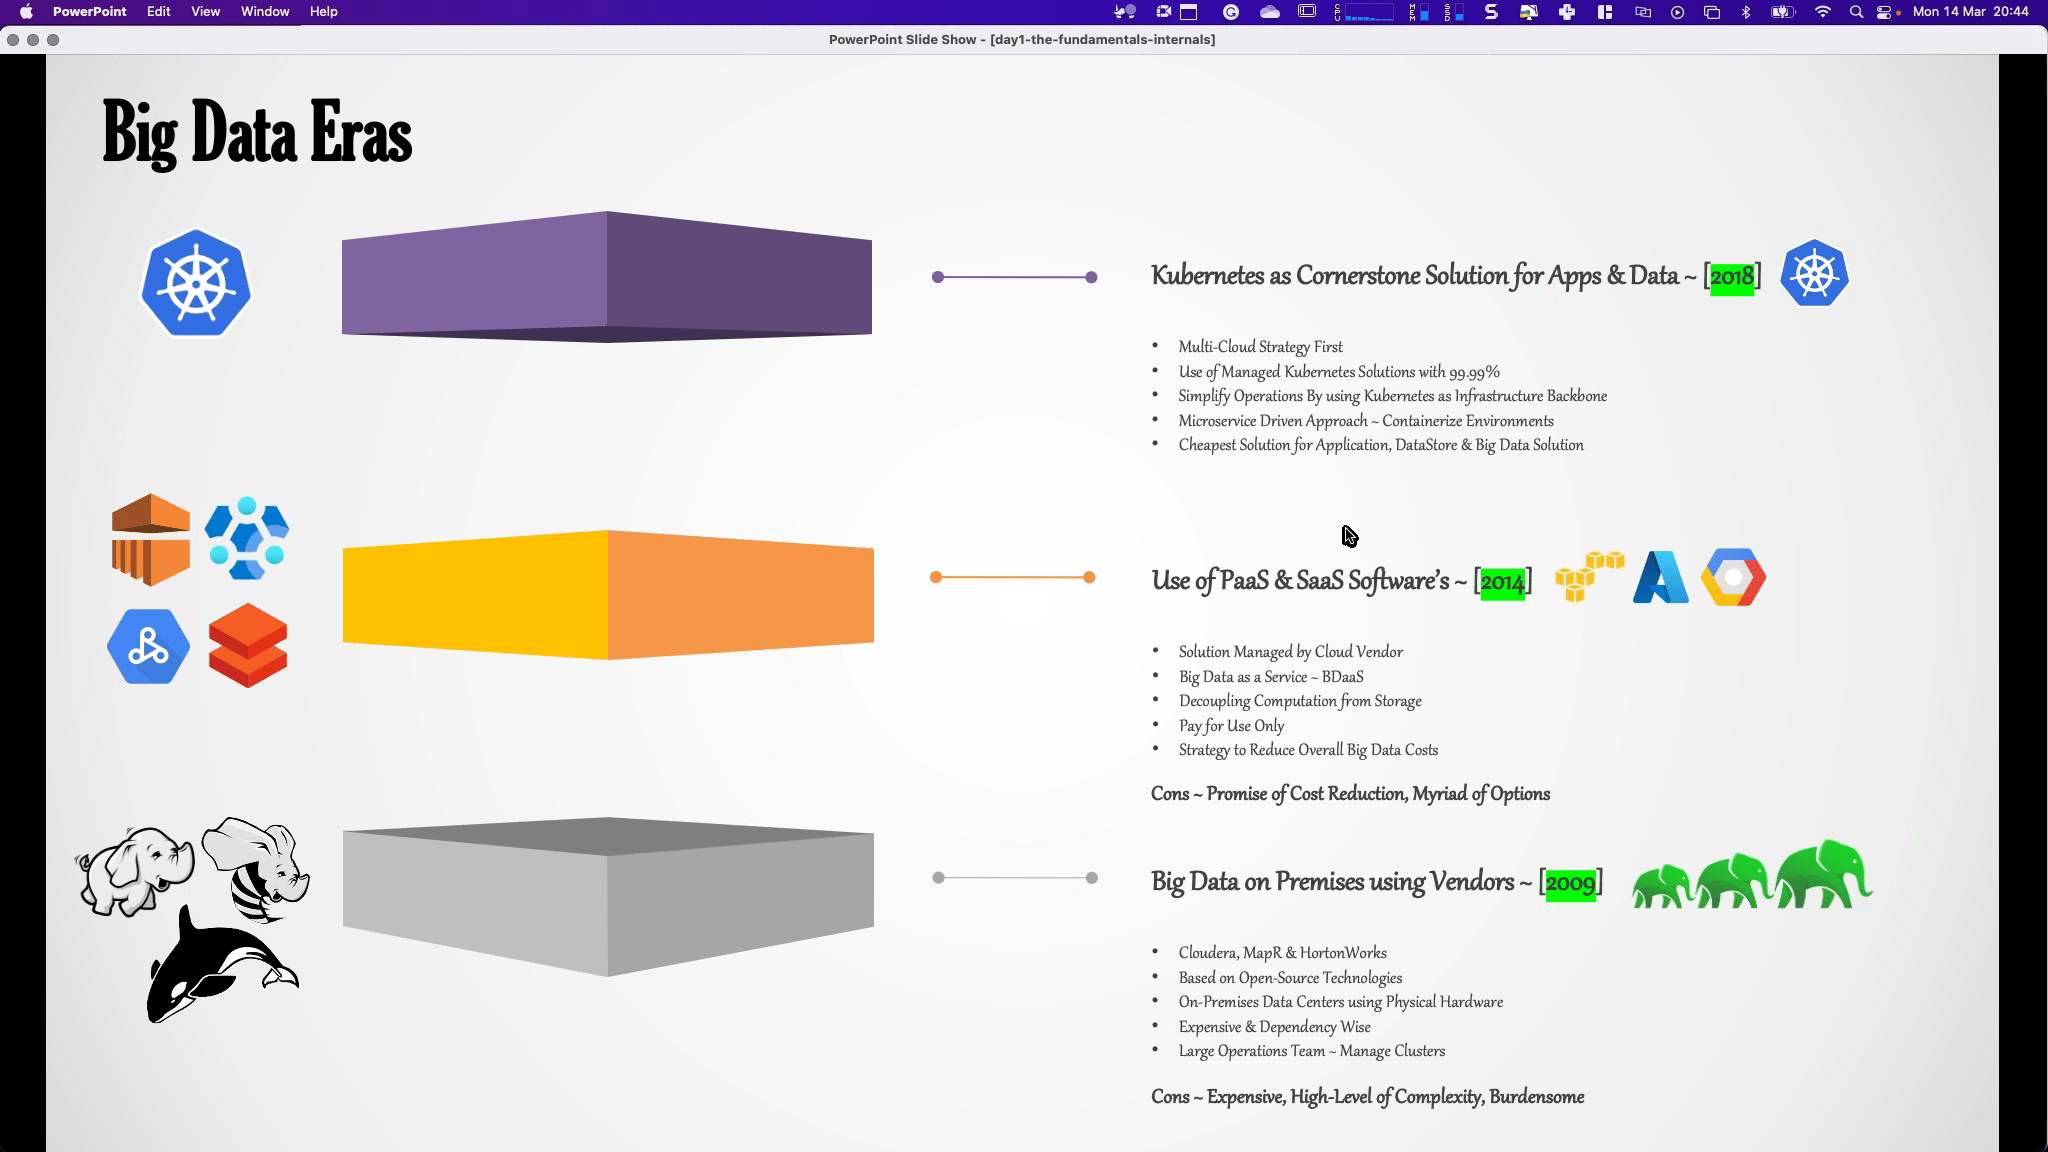 PowerPoint Edit View Window Help
CPU MEM SSD Mon 14 Mar 20:44
PowerPoint Slide Show - [day1-the-fundamentals-internals]
Big Data Eras
Kubernetes as Cornerstone Solution for Apps & Data ~ [2018]
• Multi-Cloud Strategy First
• Use of Managed Kubernetes Solutions with 99.99%
• Simplify Operations By using Kubernetes as Infrastructure Backbone
• Microservice Driven Approach ~ Containerize Environments
• Cheapest Solution for Application, DataStore & Big Data Solution
Use of PaaS & SaaS Software’s ~ [2014]
• Solution Managed by Cloud Vendor
• Big Data as a Service ~ BDaaS
• Decoupling Computation from Storage
• Pay for Use Only
• Strategy to Reduce Overall Big Data Costs
Cons ~ Promise of Cost Reduction, Myriad of Options
Big Data on Premises using Vendors ~ [2009]
• Cloudera, MapR & HortonWorks
• Based on Open-Source Technologies
• On-Premises Data Centers using Physical Hardware
• Expensive & Dependency Wise
• Large Operations Team ~ Manage Clusters
Cons ~ Expensive, High-Level of Complexity, Burdensome